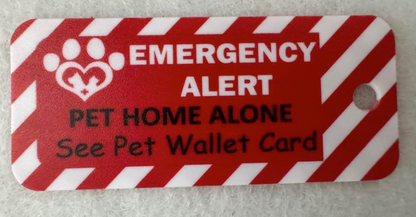 EMERGENCY
ALERT
PET HOME ALONE
See Pet Wallet Card